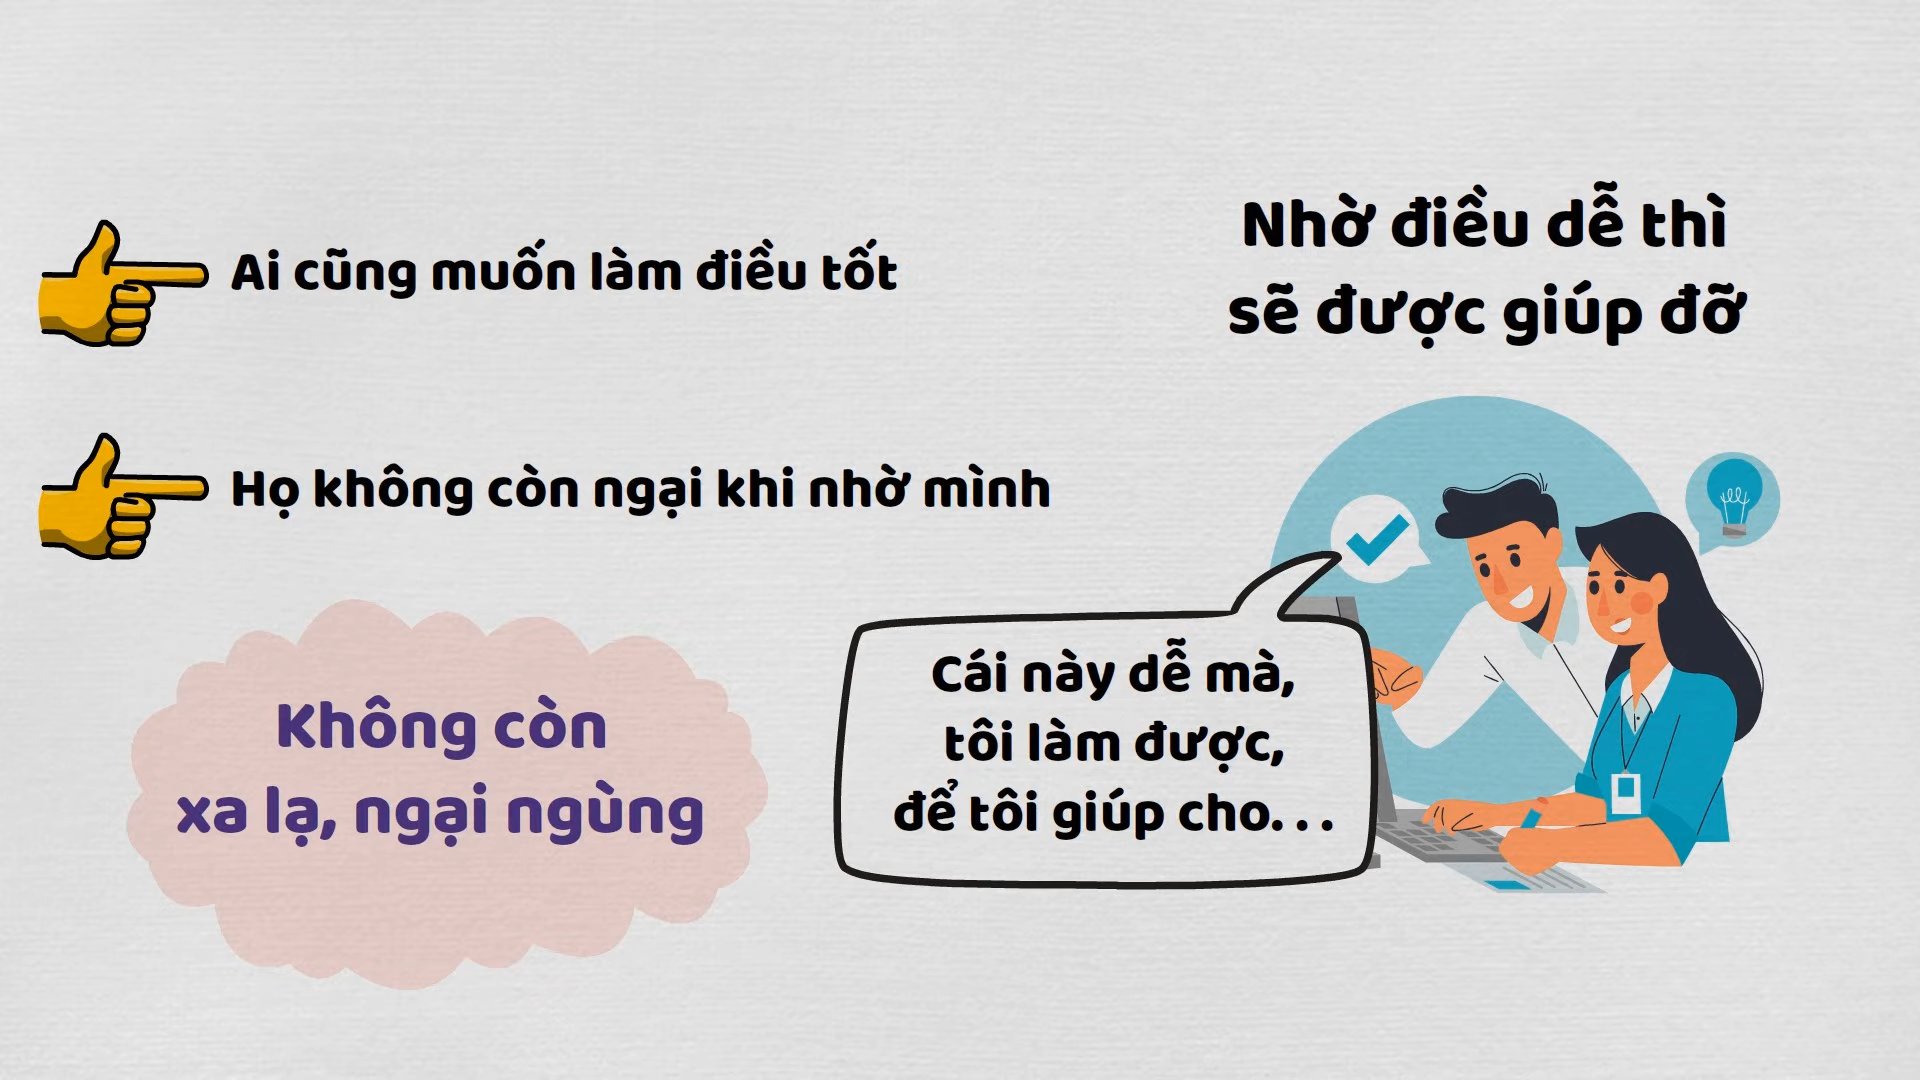 Ai cũng muốn làm điều tốt
Họ không còn ngại khi nhờ mình
Không còn
xa lạ, ngại ngùng
Nhờ điều dễ thì
sẽ được giúp đỡ
Cái này dễ mà,
tôi làm được,
để tôi giúp cho...